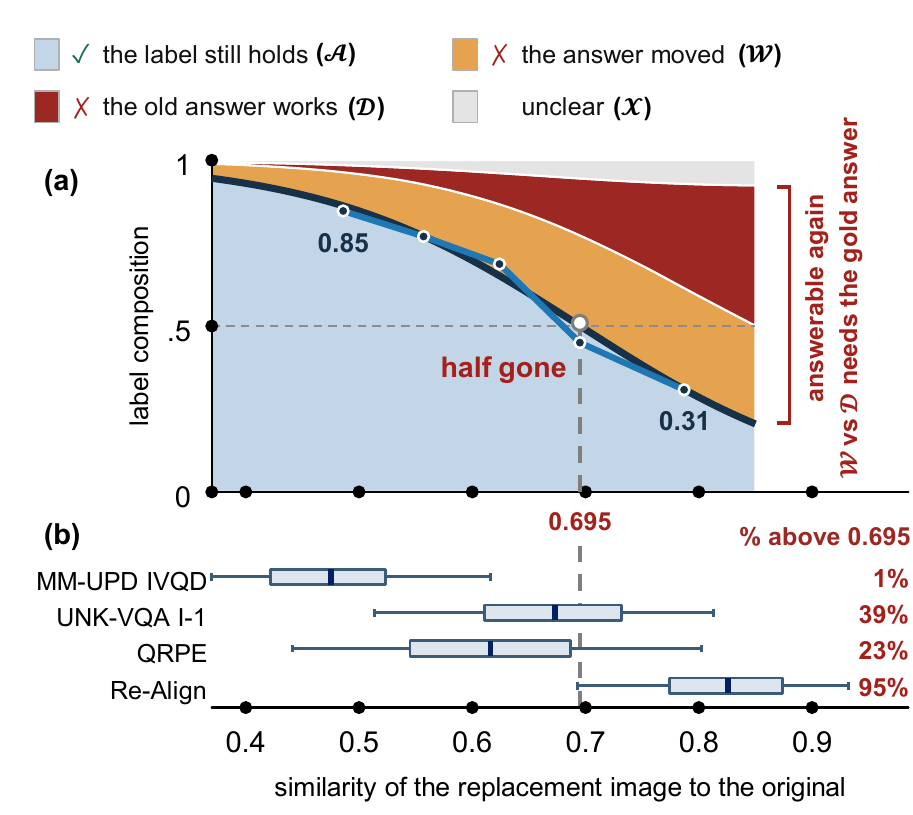 ✓ the label still holds (𝒜)
✗ the answer moved (𝒲)
✗ the old answer works (𝒟)
unclear (𝒳)
(a)
1
.5
0
label composition
0.85
half gone
0.31
answerable again
𝒲 vs 𝒟 needs the gold answer
0.695
(b)
% above 0.695
MM-UPD IVQD 1%
UNK-VQA I-1 39%
QRPE 23%
Re-Align 95%
0.4 0.5 0.6 0.7 0.8 0.9
similarity of the replacement image to the original